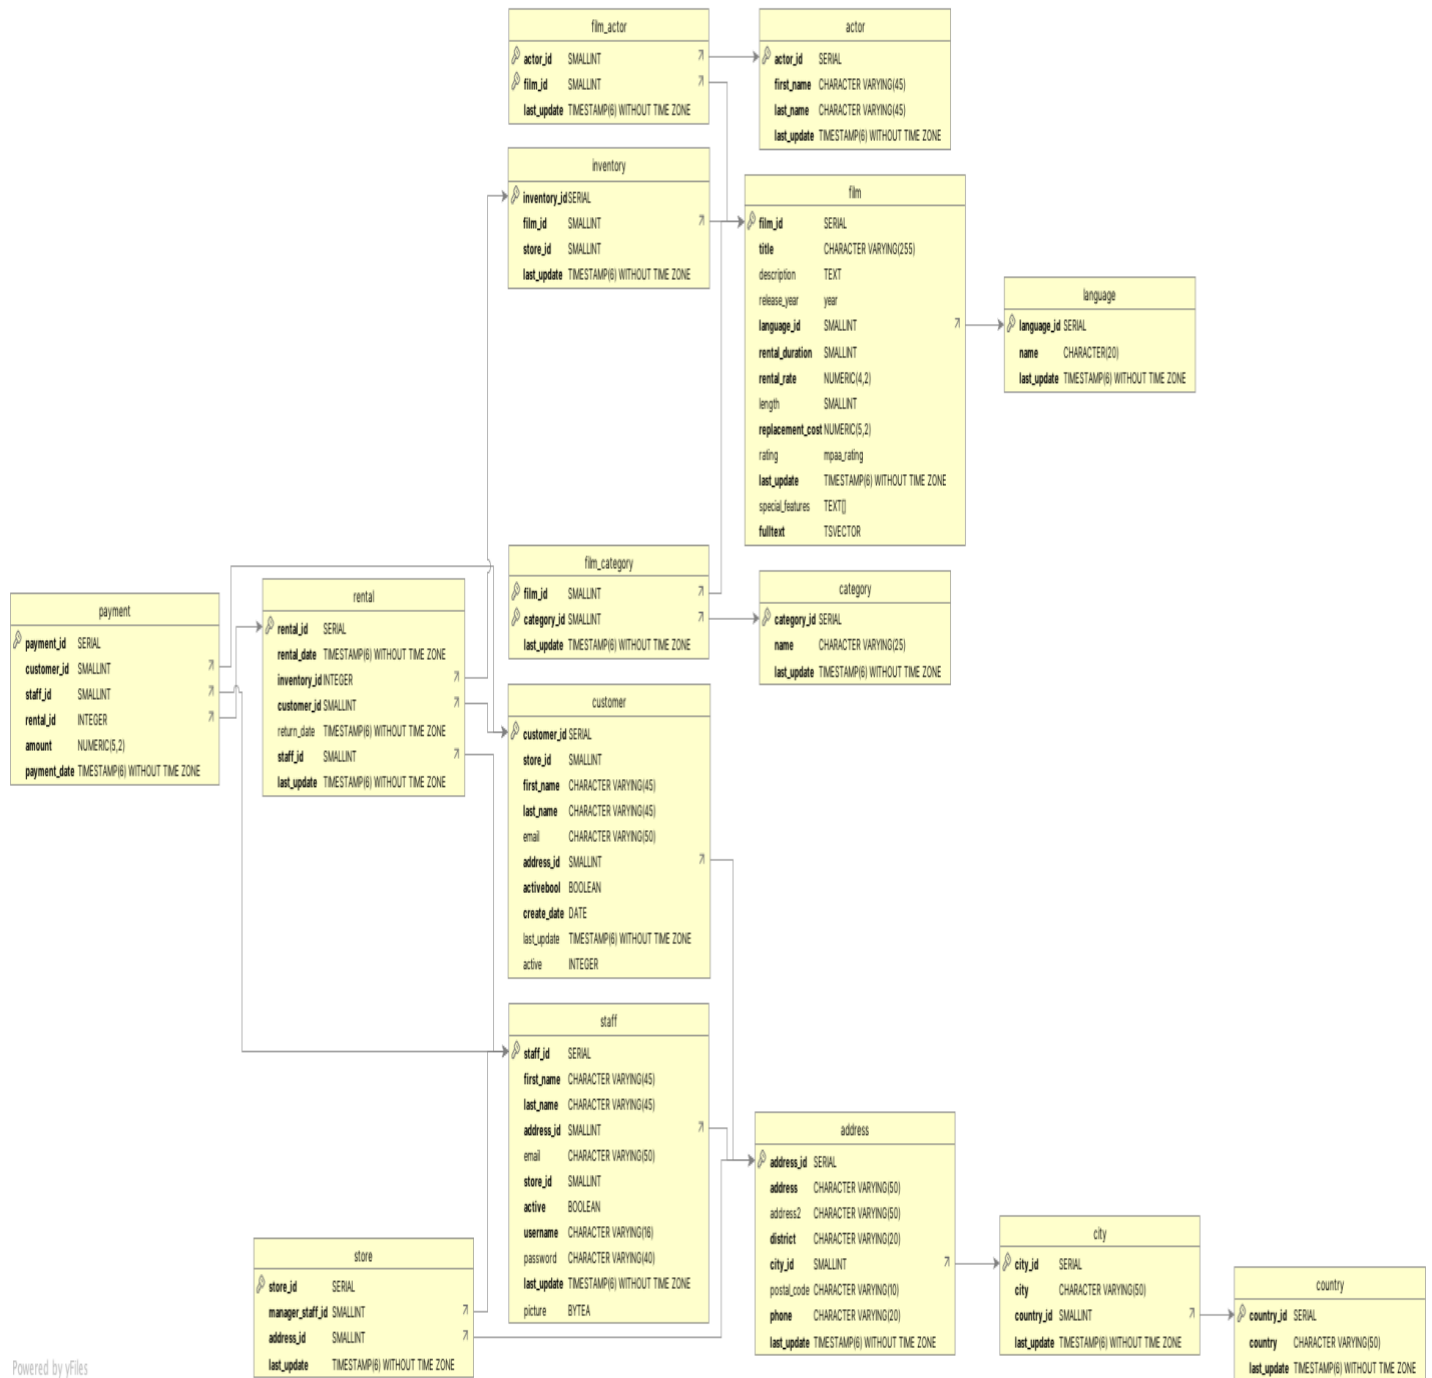 film_actor
actor_id SMALLINT
film_id SMALLINT
last_update TIMESTAMP(6) WITHOUT TIME ZONE
actor
actor_id SERIAL
first_name CHARACTER VARYING(45)
last_name CHARACTER VARYING(45)
last_update TIMESTAMP(6) WITHOUT TIME ZONE
inventory
inventory_id SERIAL
film_id SMALLINT
store_id SMALLINT
last_update TIMESTAMP(6) WITHOUT TIME ZONE
film
film_id SERIAL
title CHARACTER VARYING(255)
description TEXT
release_year year
language_id SMALLINT
rental_duration SMALLINT
rental_rate NUMERIC(4,2)
length SMALLINT
replacement_cost NUMERIC(5,2)
rating mpaa_rating
last_update TIMESTAMP(6) WITHOUT TIME ZONE
special_features TEXT[]
fulltext TSVECTOR
language
language_id SERIAL
name CHARACTER(20)
last_update TIMESTAMP(6) WITHOUT TIME ZONE
film_category
film_id SMALLINT
category_id SMALLINT
last_update TIMESTAMP(6) WITHOUT TIME ZONE
category
category_id SERIAL
name CHARACTER VARYING(25)
last_update TIMESTAMP(6) WITHOUT TIME ZONE
payment
payment_id SERIAL
customer_id SMALLINT
staff_id SMALLINT
rental_id INTEGER
amount NUMERIC(5,2)
payment_date TIMESTAMP(6) WITHOUT TIME ZONE
rental
rental_id SERIAL
rental_date TIMESTAMP(6) WITHOUT TIME ZONE
inventory_id INTEGER
customer_id SMALLINT
return_date TIMESTAMP(6) WITHOUT TIME ZONE
staff_id SMALLINT
last_update TIMESTAMP(6) WITHOUT TIME ZONE
customer
customer_id SERIAL
store_id SMALLINT
first_name CHARACTER VARYING(45)
last_name CHARACTER VARYING(45)
email CHARACTER VARYING(50)
address_id SMALLINT
activebool BOOLEAN
create_date DATE
last_update TIMESTAMP(6) WITHOUT TIME ZONE
active INTEGER
staff
staff_id SERIAL
first_name CHARACTER VARYING(45)
last_name CHARACTER VARYING(45)
address_id SMALLINT
email CHARACTER VARYING(50)
store_id SMALLINT
active BOOLEAN
username CHARACTER VARYING(16)
password CHARACTER VARYING(40)
last_update TIMESTAMP(6) WITHOUT TIME ZONE
picture BYTEA
store
store_id SERIAL
manager_staff_id SMALLINT
address_id SMALLINT
last_update TIMESTAMP(6) WITHOUT TIME ZONE
address
address_id SERIAL
address CHARACTER VARYING(50)
address2 CHARACTER VARYING(50)
district CHARACTER VARYING(20)
city_id SMALLINT
postal_code CHARACTER VARYING(10)
phone CHARACTER VARYING(20)
last_update TIMESTAMP(6) WITHOUT TIME ZONE
city
city_id SERIAL
city CHARACTER VARYING(50)
country_id SMALLINT
last_update TIMESTAMP(6) WITHOUT TIME ZONE
country
country_id SERIAL
country CHARACTER VARYING(50)
last_update TIMESTAMP(6) WITHOUT TIME ZONE
Powered by yFiles